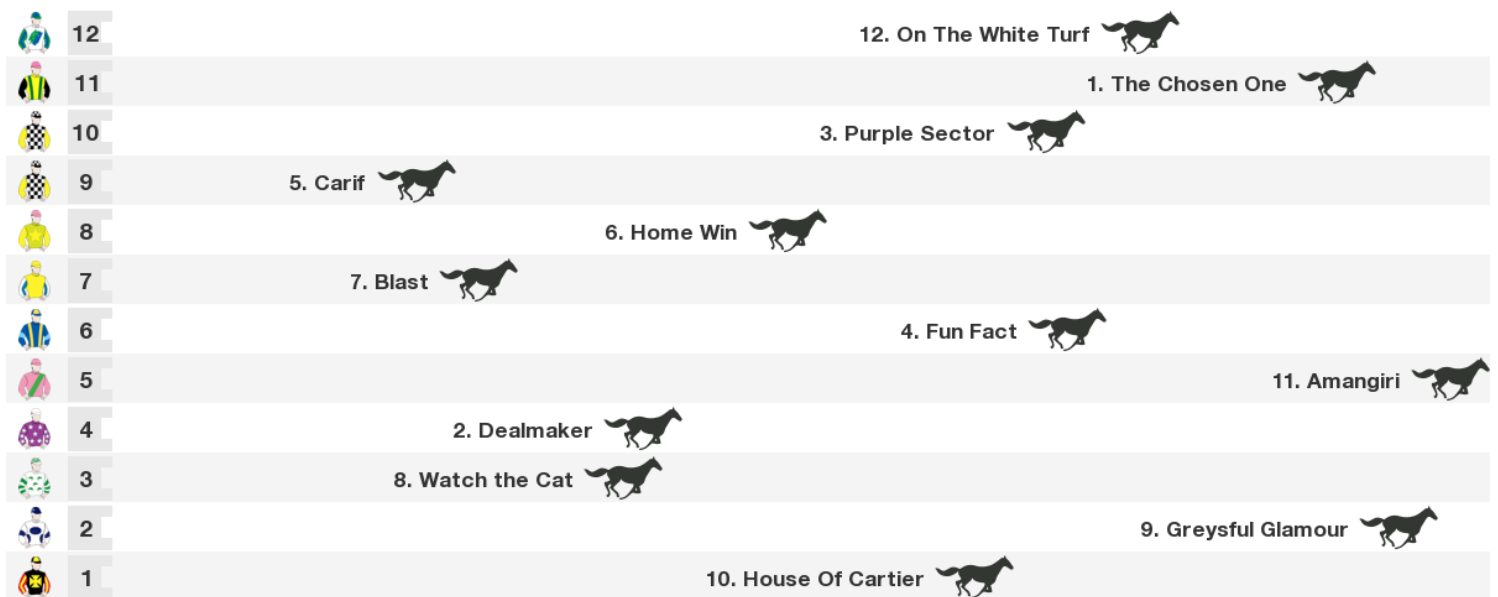 12 12. On The White Turf
11 1. The Chosen One
10 3. Purple Sector
9 5. Carif
8 6. Home Win
7 7. Blast
6 4. Fun Fact
5 11. Amangiri
4 2. Dealmaker
3 8. Watch the Cat
2 9. Greysful Glamour
1 10. House Of Cartier